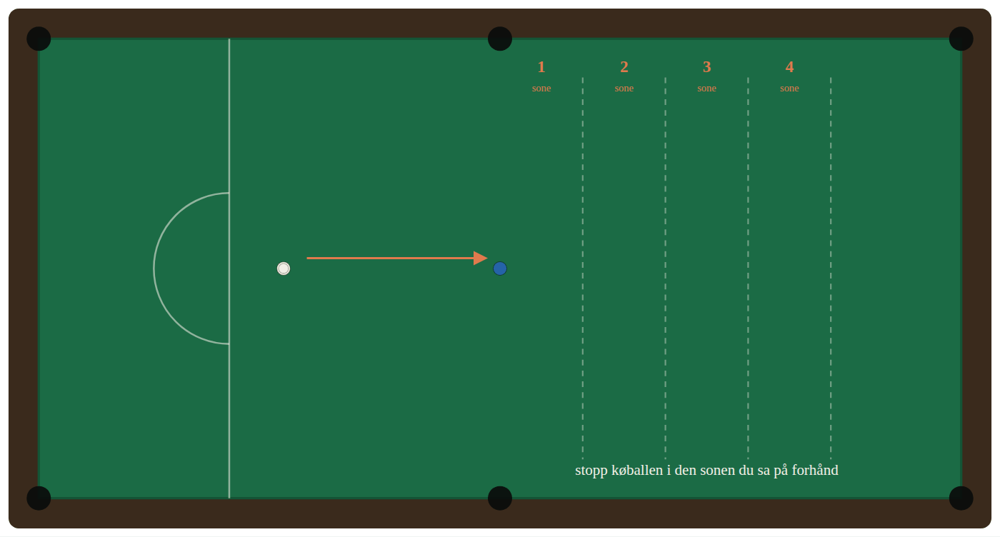 1 2 3 4
sone sone sone sone
stopp køballen i den sonen du sa på forhånd